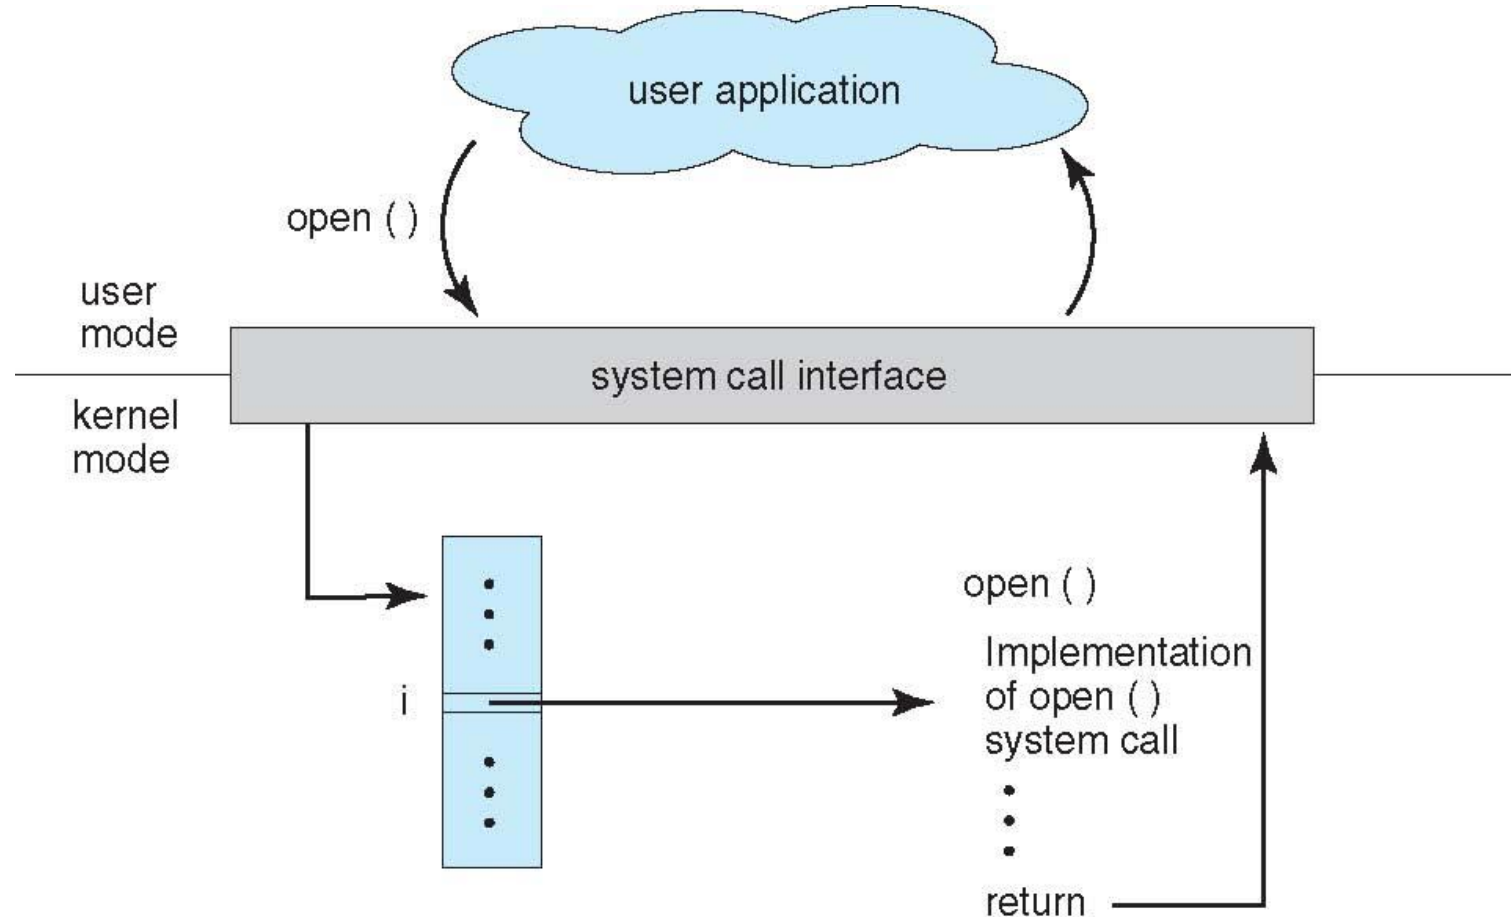 user application
open ( )
user
mode
system call interface
kernel
mode
open ( )
i
Implementation
of open ( )
system call
return